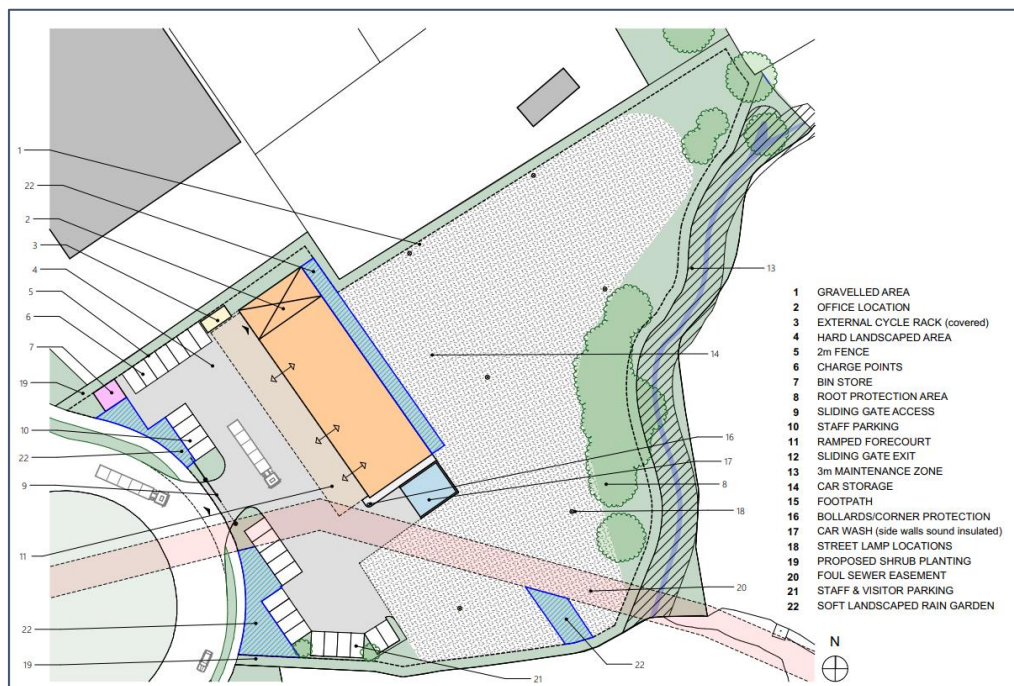 1
22
2
3
4
5
6
7
19
10
22
9
11
22
19
13
14
16
17
8
18
20
22
21
1 GRAVELLED AREA
2 OFFICE LOCATION
3 EXTERNAL CYCLE RACK (covered)
4 HARD LANDSCAPED AREA
5 2m FENCE
6 CHARGE POINTS
7 BIN STORE
8 ROOT PROTECTION AREA
9 SLIDING GATE ACCESS
10 STAFF PARKING
11 RAMPED FORECOURT
12 SLIDING GATE EXIT
13 3m MAINTENANCE ZONE
14 CAR STORAGE
15 FOOTPATH
16 BOLLARDS/CORNER PROTECTION
17 CAR WASH (side walls sound insulated)
18 STREET LAMP LOCATIONS
19 PROPOSED SHRUB PLANTING
20 FOUL SEWER EASEMENT
21 STAFF & VISITOR PARKING
22 SOFT LANDSCAPED RAIN GARDEN
N